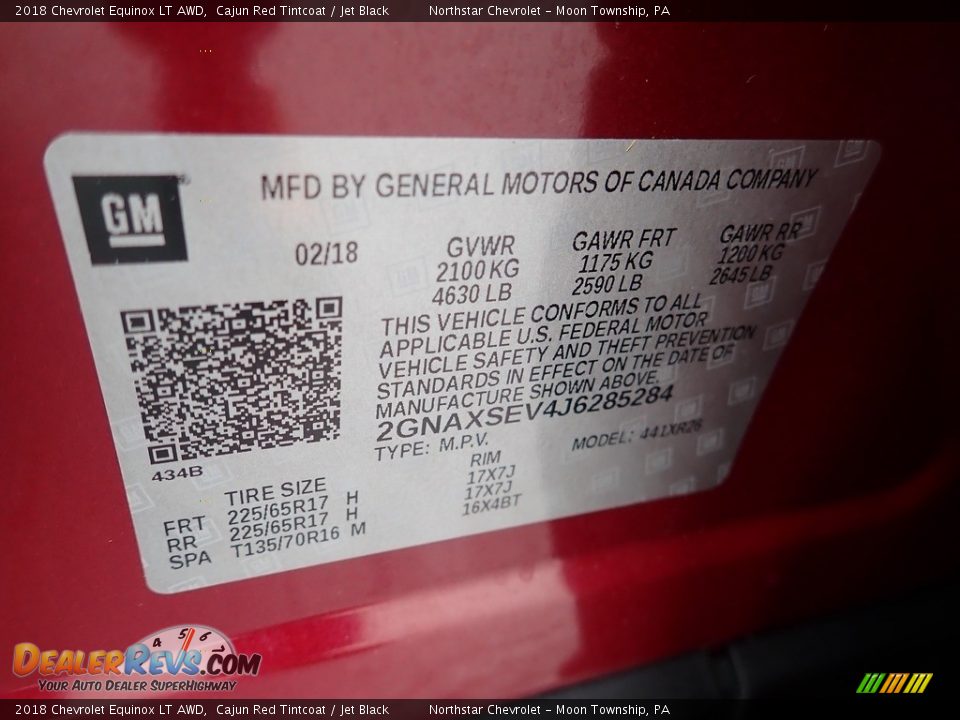 2018 Chevrolet Equinox LT AWD, Cajun Red Tintcoat / Jet Black Northstar Chevrolet - Moon Township, PA
GM
MFD BY GENERAL MOTORS OF CANADA COMPANY
02/18
GVWR
2100 KG
4630 LB
GAWR FRT
1175 KG
2590 LB
GAWR RR
1200 KG
2645 LB
THIS VEHICLE CONFORMS TO ALL
APPLICABLE U.S. FEDERAL MOTOR
VEHICLE SAFETY AND THEFT PREVENTION
STANDARDS IN EFFECT ON THE DATE OF
MANUFACTURE SHOWN ABOVE.
2GNAXSEV4J6285284
TYPE: M.P.V. MODEL: 441XR26
434B
TIRE SIZE RIM
FRT 225/65R17 H 17X7J
RR 225/65R17 H 17X7J
SPA T135/70R16 M 16X4BT
4 5 6 7
DealerRevs.com
Your Auto Dealer SuperHighway
2018 Chevrolet Equinox LT AWD, Cajun Red Tintcoat / Jet Black Northstar Chevrolet - Moon Township, PA